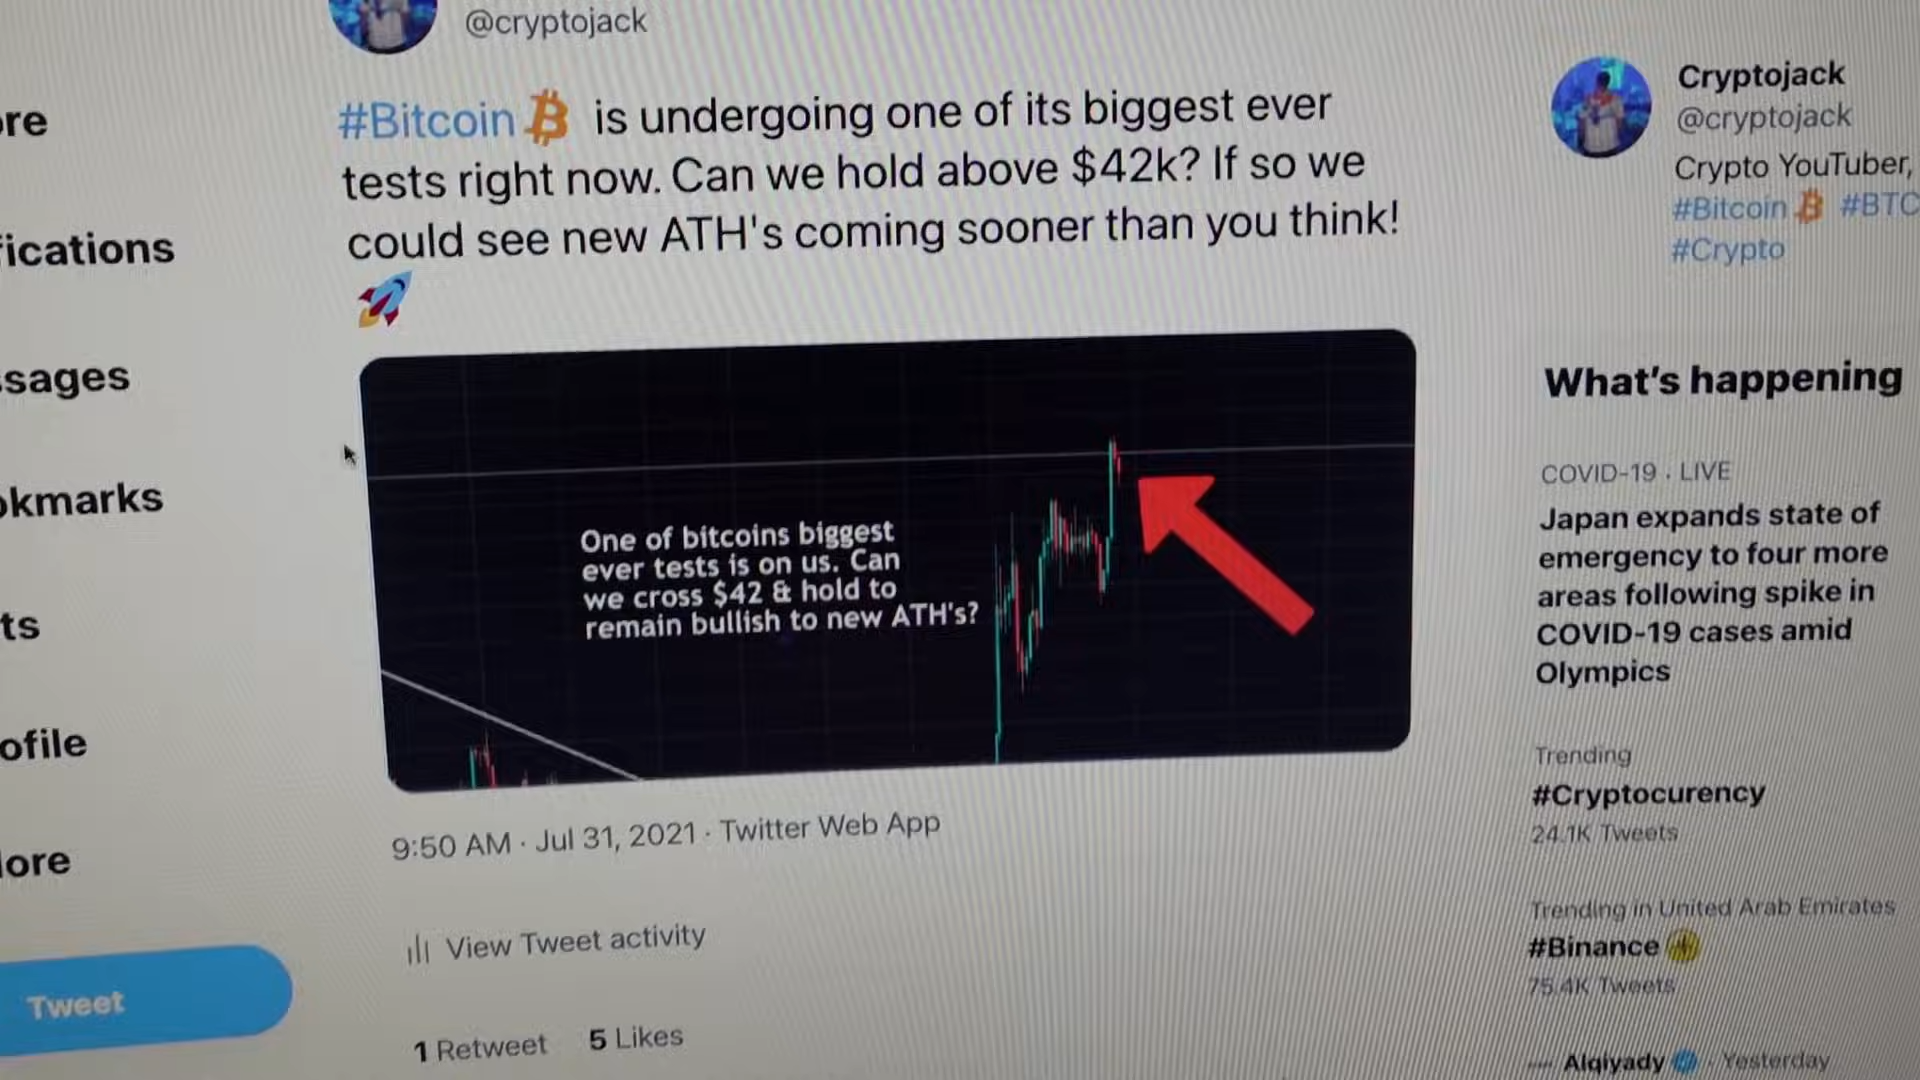 @cryptojack
#Bitcoin is undergoing one of its biggest ever
tests right now. Can we hold above $42k? If so we
could see new ATH's coming sooner than you think!
One of bitcoins biggest
ever tests is on us. Can
we cross $42 & hold to
remain bullish to new ATH's?
9:50 AM · Jul 31, 2021 · Twitter Web App
View Tweet activity
1 Retweet 5 Likes
ore
fications
ssages
okmarks
ts
ofile
lore
Tweet
Cryptojack
@cryptojack
Crypto YouTuber,
#Bitcoin #BTC
#Crypto
What's happening
COVID-19 · LIVE
Japan expands state of
emergency to four more
areas following spike in
COVID-19 cases amid
Olympics
Trending
#Cryptocurency
24.1K Tweets
Trending in United Arab Emirates
#Binance
75.4K Tweets
Alqiyady · Yesterday